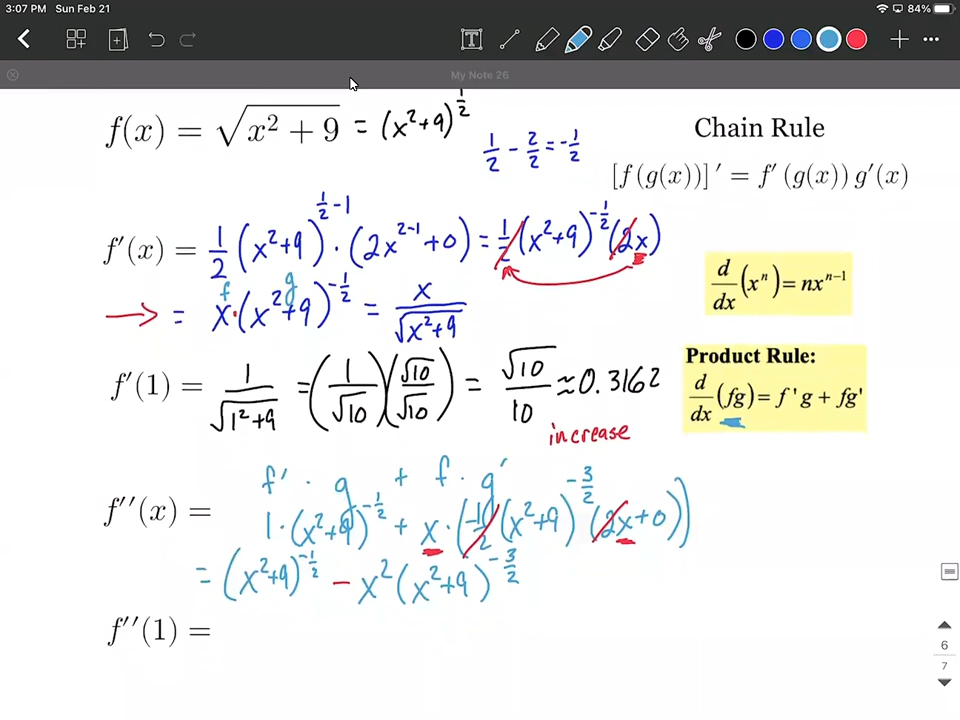 3:07 PM Sun Feb 21
84%
My Note 26
f(x) = √(x² + 9) = (x²+9)^(1/2)
Chain Rule
1/2 - 2/2 = -1/2
[f (g(x))] ′ = f′ (g(x)) g′(x)
f′(x) = 1/2 (x²+9)^(1/2 -1) · (2x^(2-1) +0) = 1/2 (x²+9)^(-1/2) (2x)
d/dx (xⁿ) = nxⁿ⁻¹
f g
= x·(x²+9)^(-1/2) = x/√(x²+9)
Product Rule:
d/dx (fg) = f 'g + fg'
f′(1) = 1/√(1²+9) = (1/√10)(√10/√10) = √10/10 ≈ 0.3162
increase
f' · g + f · g'
f′′(x) = 1·(x²+9)^(-1/2) + x·(-1/2 (x²+9)^(-3/2) (2x+0))
= (x²+9)^(-1/2) - x² (x²+9)^(-3/2)
f′′(1) =
6
7